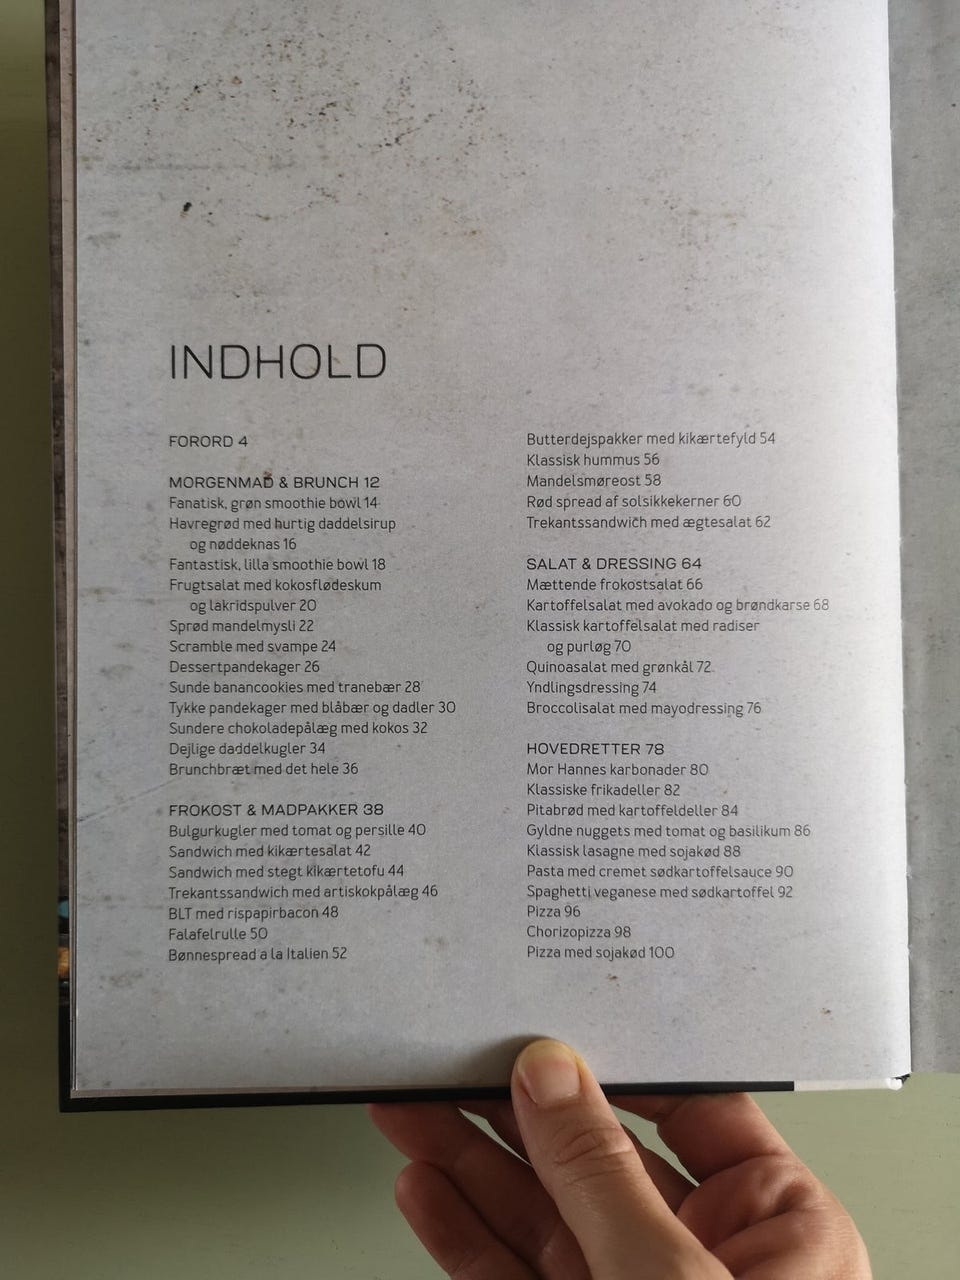 INDHOLD
FORORD 4
MORGENMAD & BRUNCH 12
Fanatisk, grøn smoothie bowl 14
Havregrød med hurtig daddelsirup
og nøddeknas 16
Fantastisk, lilla smoothie bowl 18
Frugtsalat med kokosflødeskum
og lakridspulver 20
Sprød mandelmysli 22
Scramble med svampe 24
Dessertpandekager 26
Sunde banancookies med tranebær 28
Tykke pandekager med blåbær og dadler 30
Sundere chokoladepålæg med kokos 32
Dejlige daddelkugler 34
Brunchbræt med det hele 36
FROKOST & MADPAKKER 38
Bulgurkugler med tomat og persille 40
Sandwich med kikærtesalat 42
Sandwich med stegt kikærtetofu 44
Trekantssandwich med artiskokpålæg 46
BLT med rispapirbacon 48
Falafelrulle 50
Bønnespread a la Italien 52
Butterdejspakker med kikærtefyld 54
Klassisk hummus 56
Mandelsmøreost 58
Rød spread af solsikkekerner 60
Trekantssandwich med ægtesalat 62
SALAT & DRESSING 64
Mættende frokostsalat 66
Kartoffelsalat med avokado og brøndkarse 68
Klassisk kartoffelsalat med radiser
og purløg 70
Quinoasalat med grønkål 72
Yndlingsdressing 74
Broccolisalat med mayodressing 76
HOVEDRETTER 78
Mor Hannes karbonader 80
Klassiske frikadeller 82
Pitabrød med kartoffeldeller 84
Gyldne nuggets med tomat og basilikum 86
Klassisk lasagne med sojakød 88
Pasta med cremet sødkartoffelsauce 90
Spaghetti veganese med sødkartoffel 92
Pizza 96
Chorizopizza 98
Pizza med sojakød 100